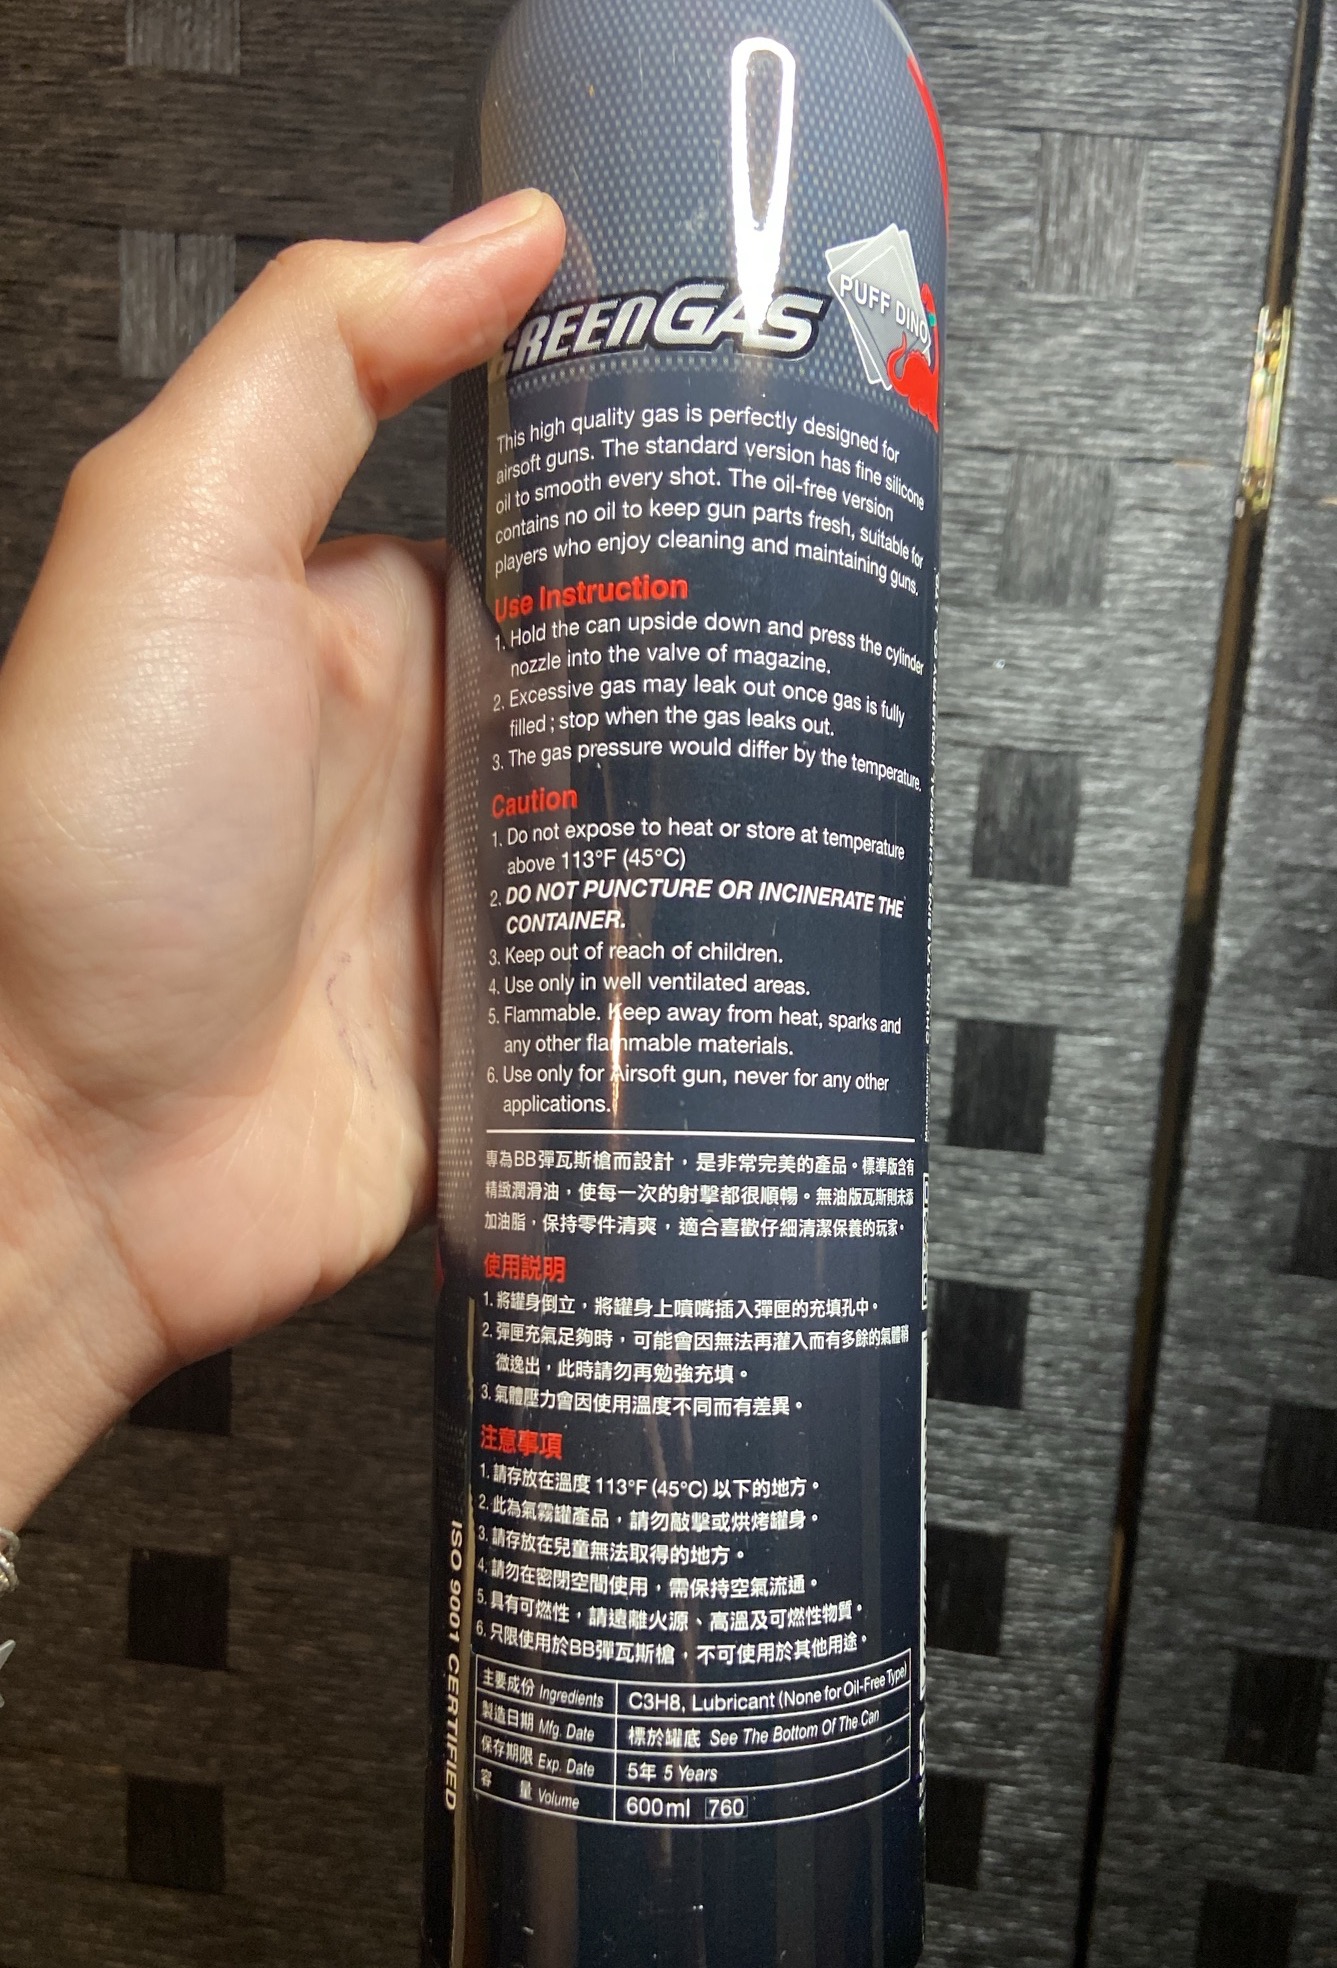 GREENGAS
PUFF DINO
This high quality gas is perfectly designed for
airsoft guns. The standard version has fine silicone
oil to smooth every shot. The oil-free version
contains no oil to keep gun parts fresh, suitable for
players who enjoy cleaning and maintaining guns.
Use Instruction
1. Hold the can upside down and press the cylinder
nozzle into the valve of magazine.
2. Excessive gas may leak out once gas is fully
filled ; stop when the gas leaks out.
3. The gas pressure would differ by the temperature.
Caution
1. Do not expose to heat or store at temperature
above 113°F (45°C)
2. DO NOT PUNCTURE OR INCINERATE THE
CONTAINER.
3. Keep out of reach of children.
4. Use only in well ventilated areas.
5. Flammable. Keep away from heat, sparks and
any other flammable materials.
6. Use only for Airsoft gun, never for any other
applications.
專為BB彈瓦斯槍而設計，是非常完美的產品。標準版含有
精緻潤滑油，使每一次的射擊都很順暢。無油版瓦斯則未添
加油脂，保持零件清爽，適合喜歡仔細清潔保養的玩家。
使用說明
1. 將罐身倒立，將罐身上噴嘴插入彈匣的充填孔中。
2. 彈匣充氣足夠時，可能會因無法再灌入而有多餘的氣體稍
微逸出，此時請勿再勉強充填。
3. 氣體壓力會因使用溫度不同而有差異。
注意事項
1. 請存放在溫度 113°F (45°C) 以下的地方。
2. 此為氣霧罐產品，請勿敲擊或烘烤罐身。
3. 請存放在兒童無法取得的地方。
4. 請勿在密閉空間使用，需保持空氣流通。
5. 具有可燃性，請遠離火源、高溫及可燃性物質。
6. 只限使用於BB彈瓦斯槍，不可使用於其他用途。
主要成份 Ingredients C3H8, Lubricant (None for Oil-Free Type)
製造日期 Mfg. Date 標於罐底 See The Bottom Of The Can
保存期限 Exp. Date 5年 5 Years
容 量 Volume 600ml 760
ISO 9001 CERTIFIED